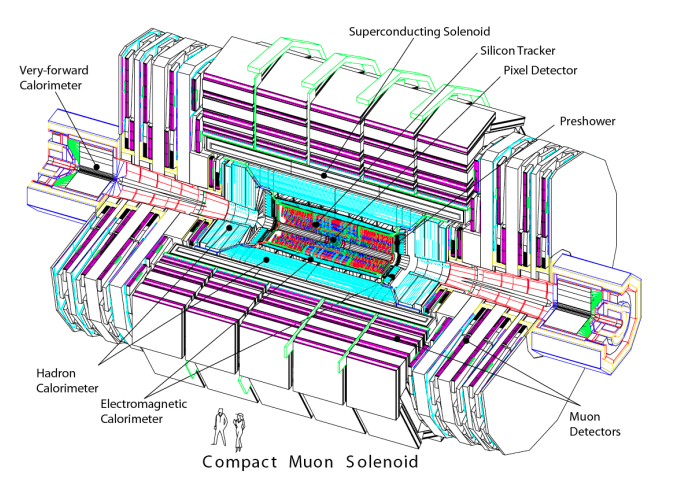 Superconducting Solenoid
Silicon Tracker
Pixel Detector
Very-forward
Calorimeter
Preshower
Hadron
Calorimeter
Electromagnetic
Calorimeter
Muon
Detectors
Compact Muon Solenoid